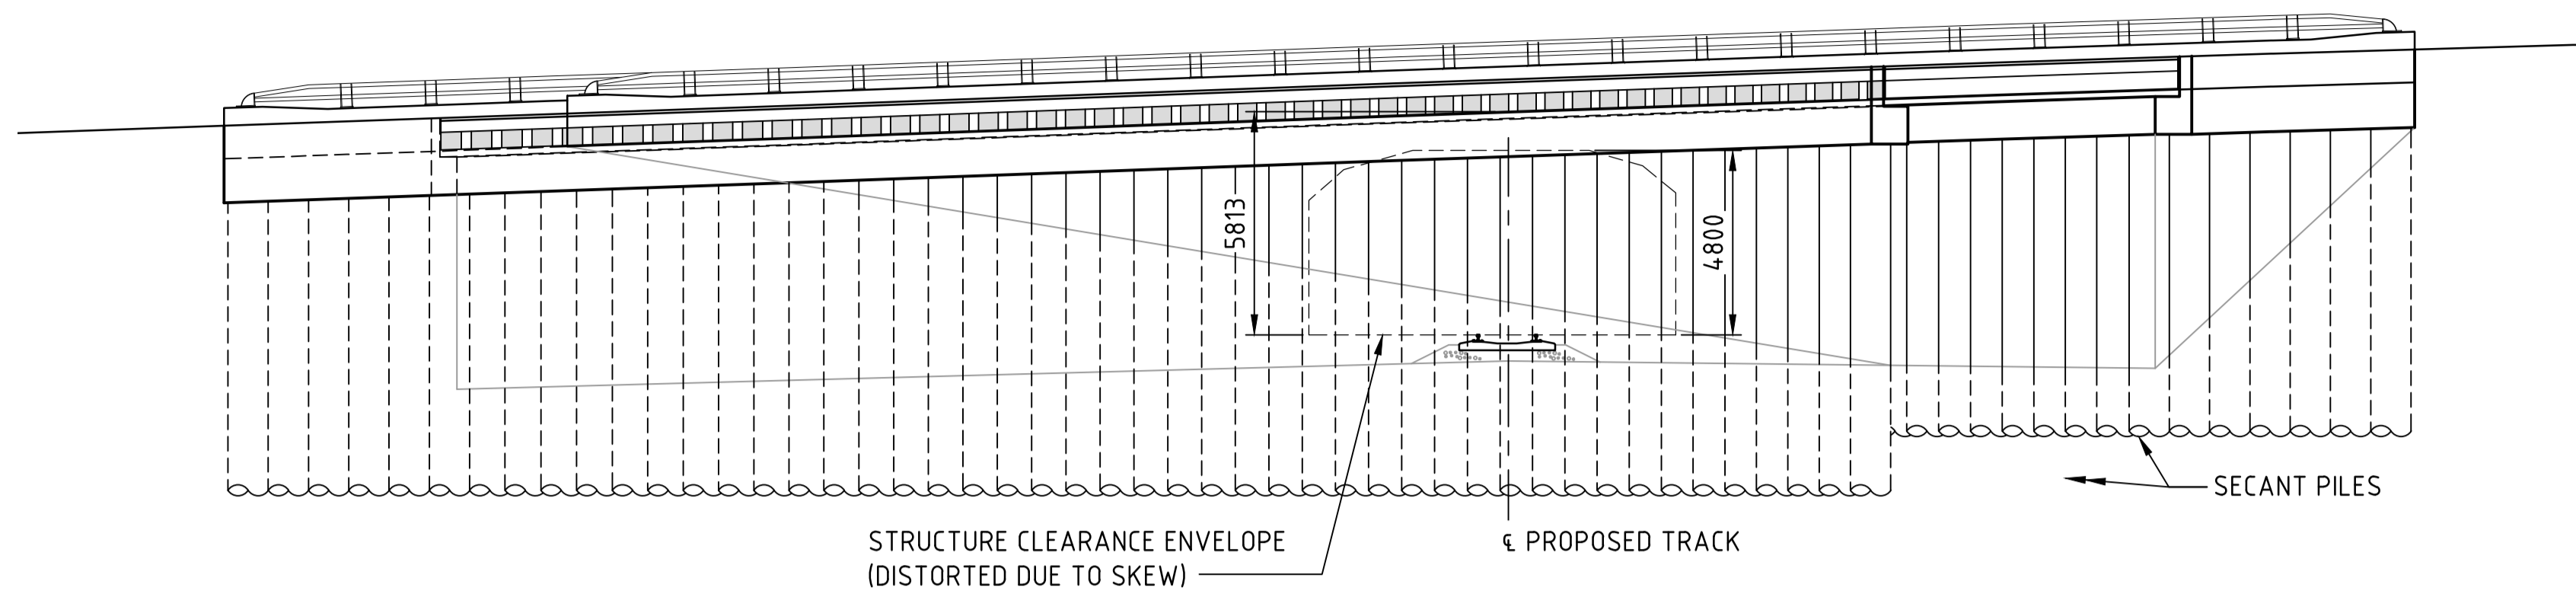 5813
4800
SECANT PILES
STRUCTURE CLEARANCE ENVELOPE
(DISTORTED DUE TO SKEW)
℄ PROPOSED TRACK